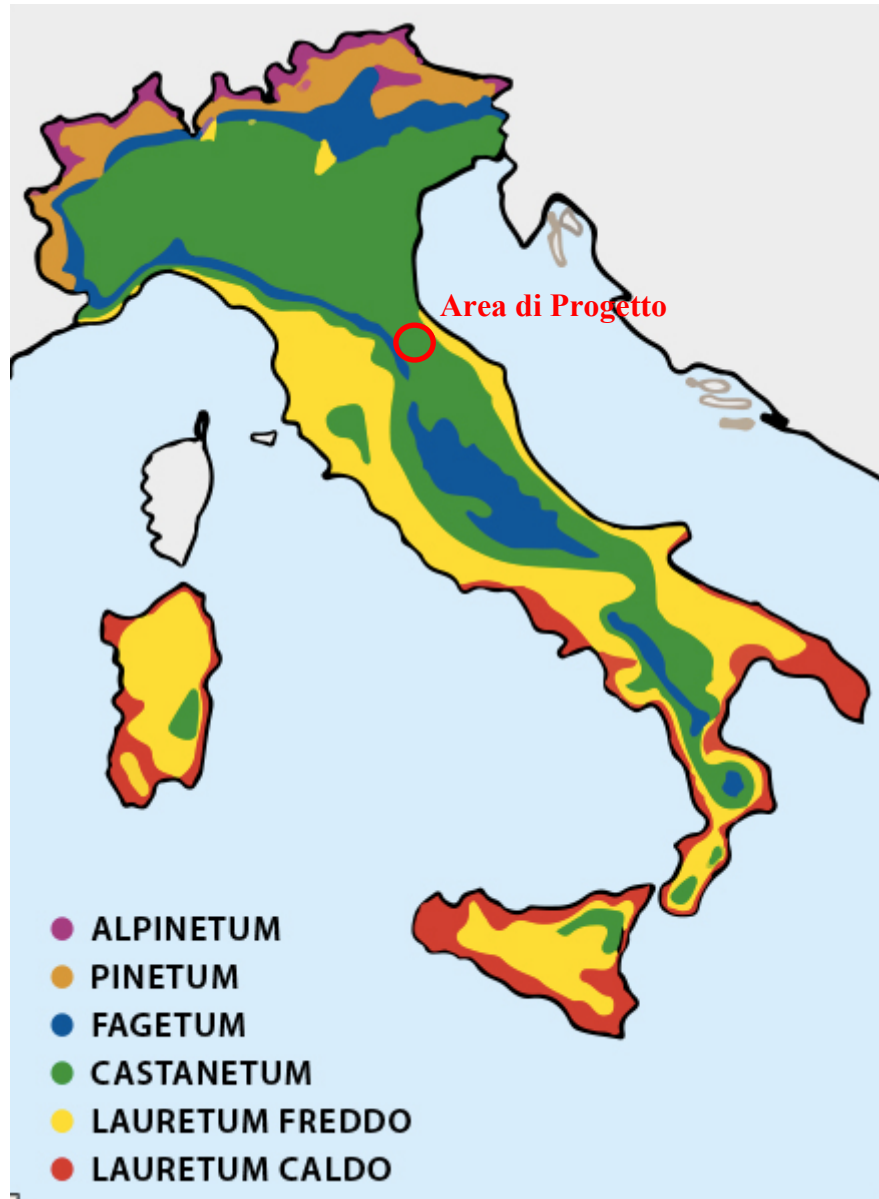 Area di Progetto
ALPINETUM
PINETUM
FAGETUM
CASTANETUM
LAURETUM FREDDO
LAURETUM CALDO